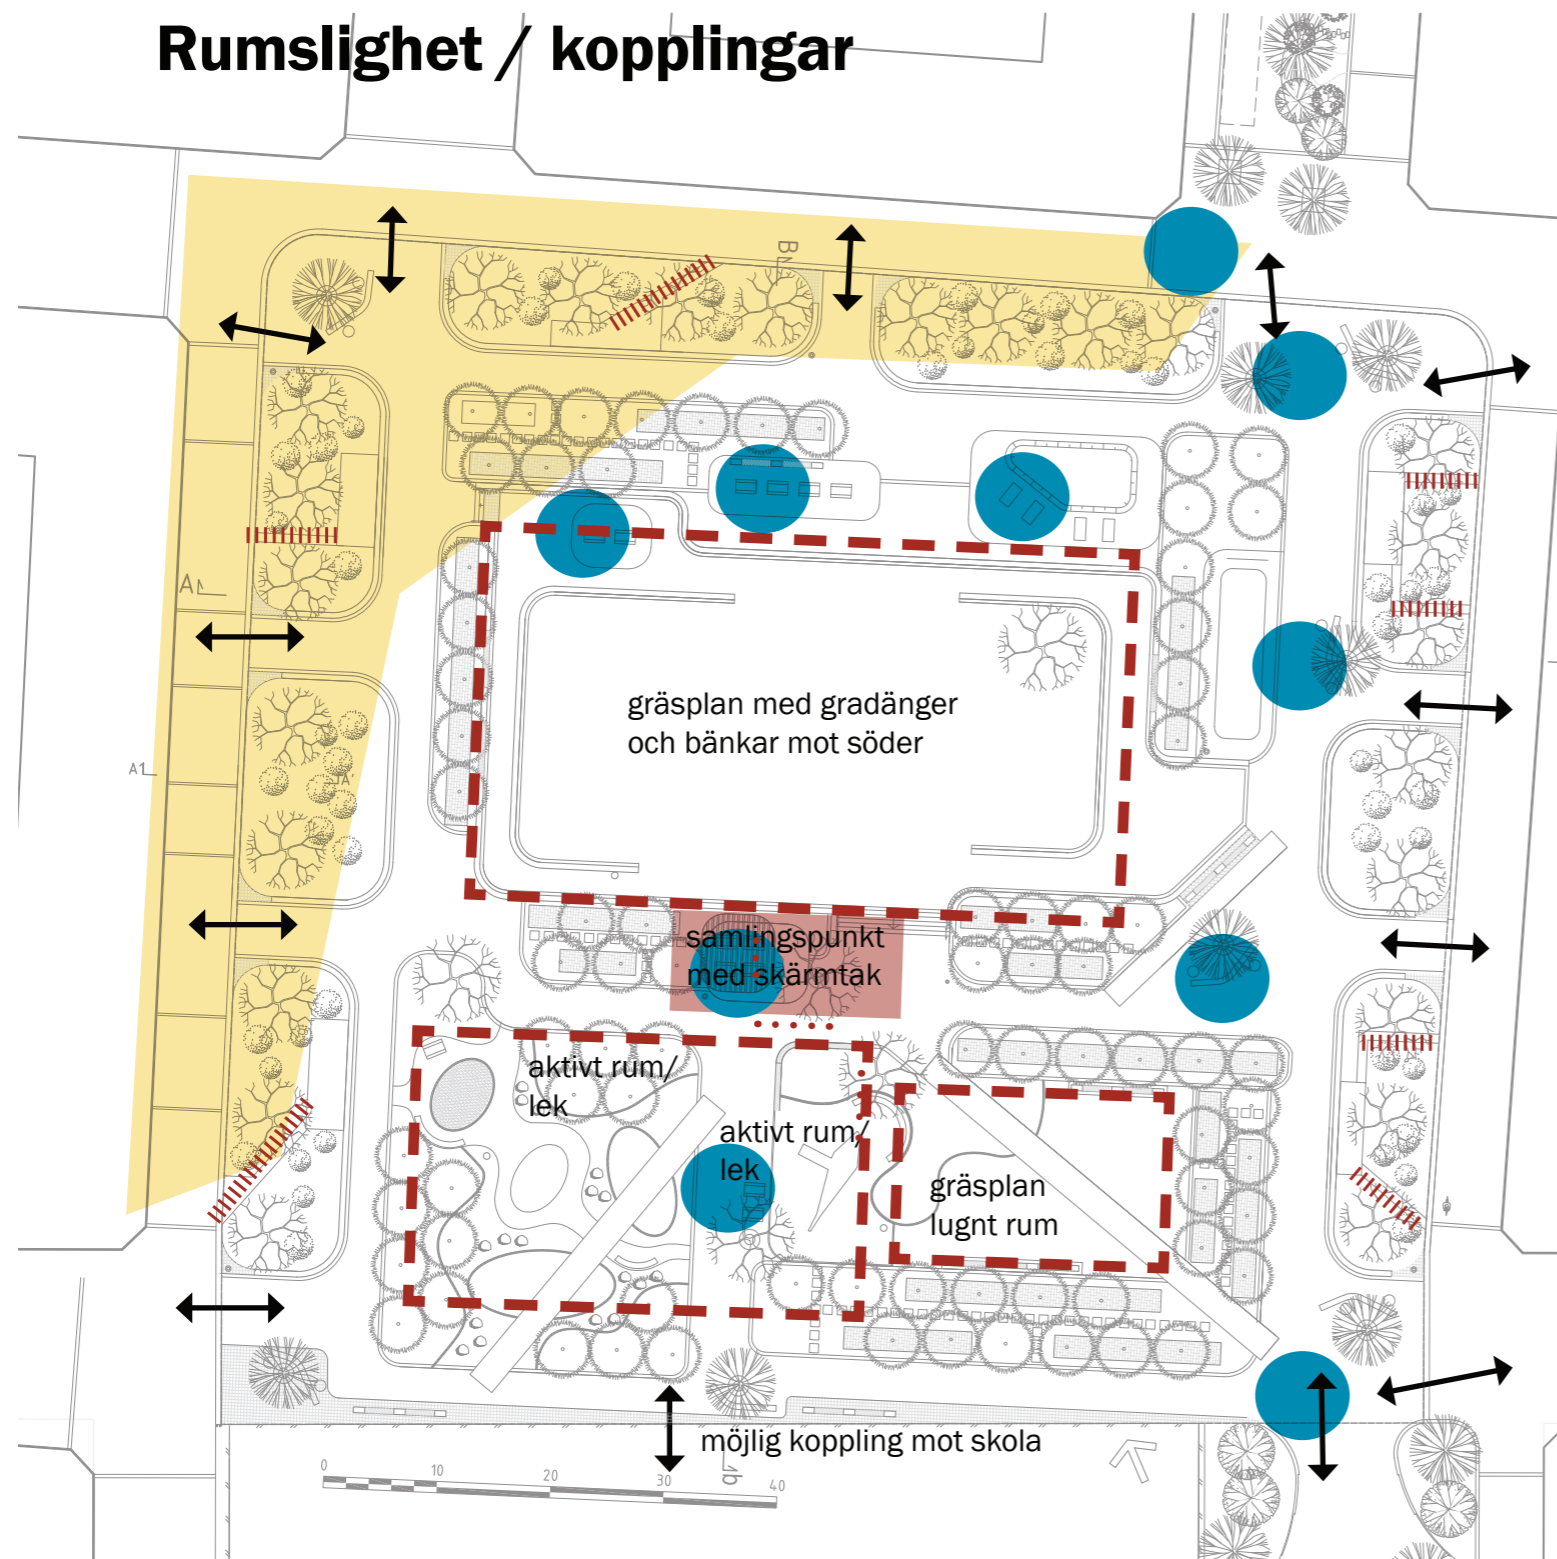 Rumslighet / kopplingar
B
A
gräsplan med gradänger
och bänkar mot söder
A1
A'
samlingspunkt
med skärmtak
aktivt rum/
lek
aktivt rum/
lek
gräsplan
lugnt rum
möjlig koppling mot skola
0 10 20 30 40